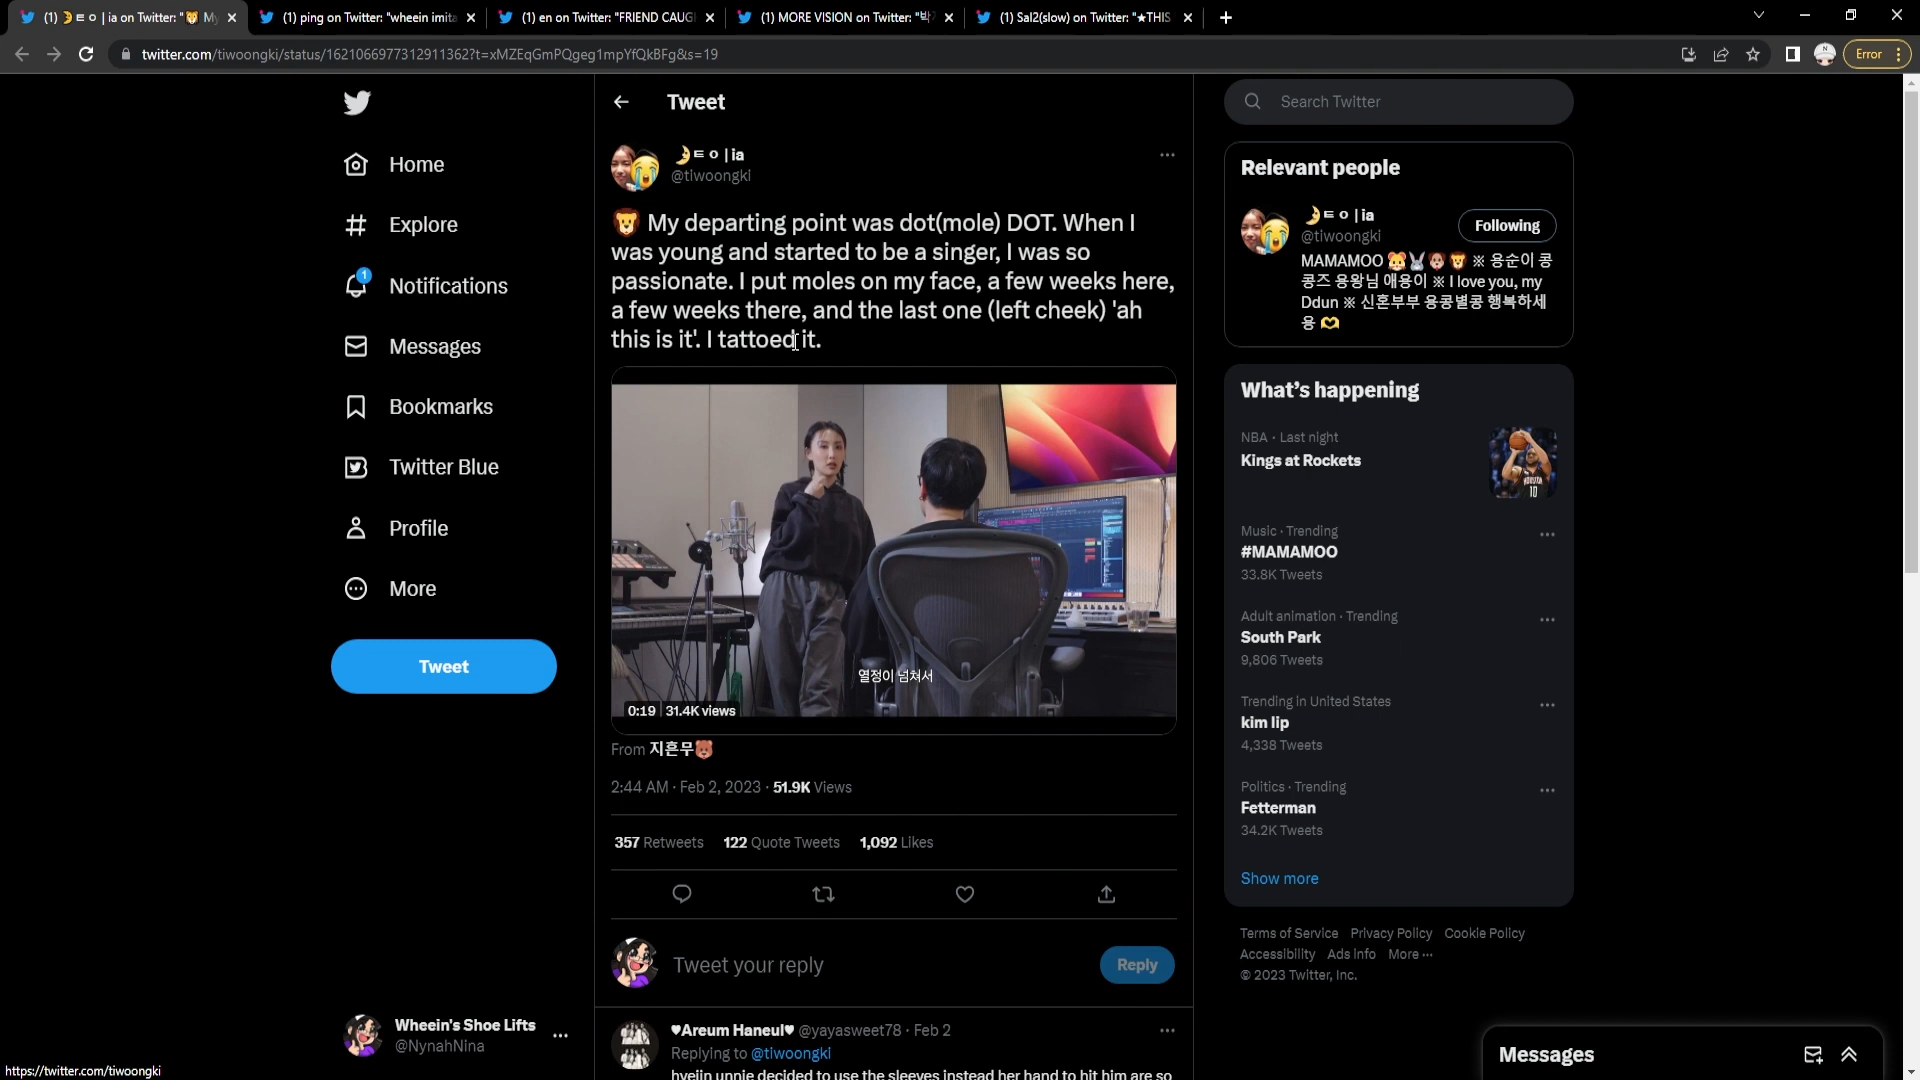 (1) 🌛ㅌㅇ | ia on Twitter: "🦁 My
(1) ping on Twitter: "wheein imita
(1) en on Twitter: "FRIEND CAUG
(1) MORE VISION on Twitter: "박
(1) Sal2(slow) on Twitter: "★THIS
twitter.com/tiwoongki/status/1621066977312911362?t=xMZEqGmPQgeg1mpYfQkBFg&s=19
Error
Home
Explore
1
Notifications
Messages
Bookmarks
Twitter Blue
Profile
More
Tweet
Wheein's Shoe Lifts
@NynahNina
https://twitter.com/tiwoongki
Tweet
🌛ㅌㅇ | ia
@tiwoongki
🦁 My departing point was dot(mole) DOT. When I
was young and started to be a singer, I was so
passionate. I put moles on my face, a few weeks here,
a few weeks there, and the last one (left cheek) 'ah
this is it'. I tattoed it.
열정이 넘쳐서
0:19 | 31.4K views
From 지흔무🐻
2:44 AM · Feb 2, 2023 · 51.9K Views
357 Retweets 122 Quote Tweets 1,092 Likes
Tweet your reply
Reply
♥Areum Haneul♥ @yayasweet78 · Feb 2
Replying to @tiwoongki
hyejin unnie decided to use the sleeves instead her hand to hit him are so
Search Twitter
Relevant people
🌛ㅌㅇ | ia
@tiwoongki
Following
MAMAMOO 🐹🐰🐶🦁 ※ 용순이 콩
콩즈 용왕님 애용이 ※ I love you, my
Ddun ※ 신혼부부 용콩별콩 행복하세
용 🫶
What's happening
NBA · Last night
Kings at Rockets
Music · Trending
#MAMAMOO
33.8K Tweets
Adult animation · Trending
South Park
9,806 Tweets
Trending in United States
kim lip
4,338 Tweets
Politics · Trending
Fetterman
34.2K Tweets
Show more
Terms of Service Privacy Policy Cookie Policy
Accessibility Ads info More ···
© 2023 Twitter, Inc.
Messages